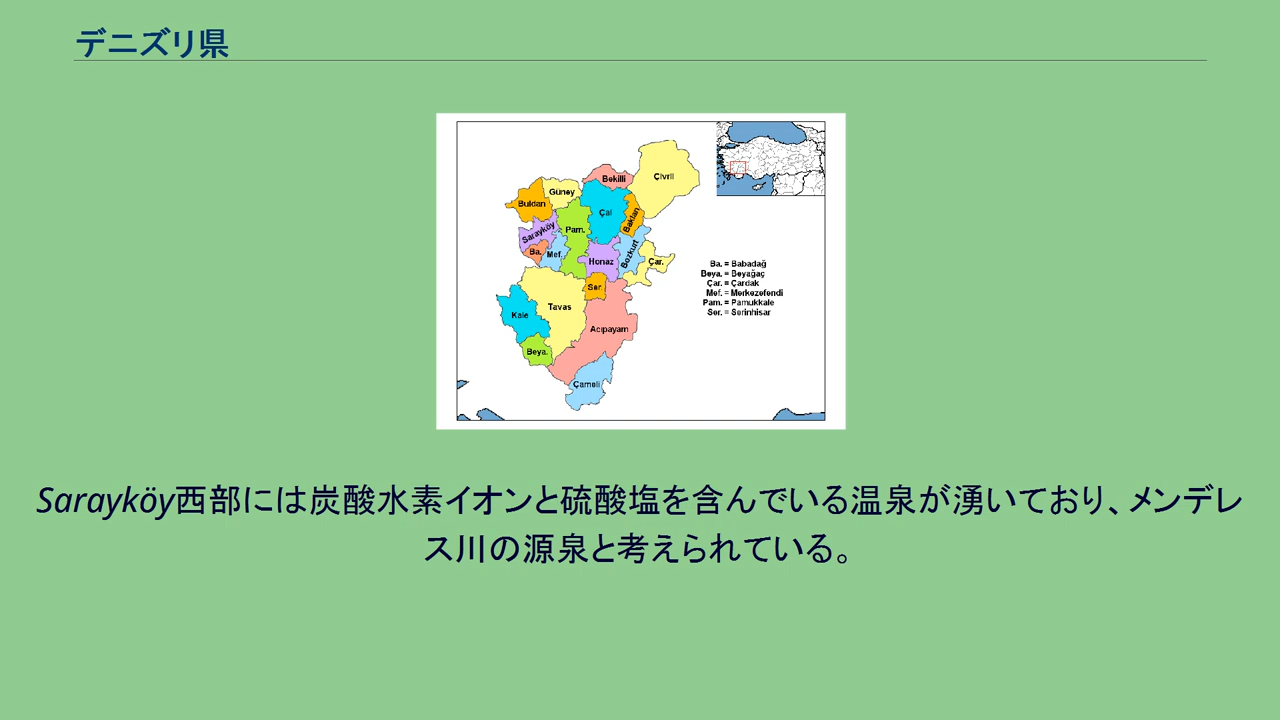 デニズリ県
Çivril
Bekilli
Güney
Buldan
Çal
Baklan
Sarayköy
Pam.
Ba.
Mef.
Honaz
Bozkurt
Çar.
Ser.
Tavas
Kale
Acıpayam
Beya.
Çameli
Ba. = Babadağ
Beya. = Beyağaç
Çar. = Çardak
Mef. = Merkezefendi
Pam. = Pamukkale
Ser. = Serinhisar
Sarayköy西部には炭酸水素イオンと硫酸塩を含んでいる温泉が湧いており、メンデレ
ス川の源泉と考えられている。